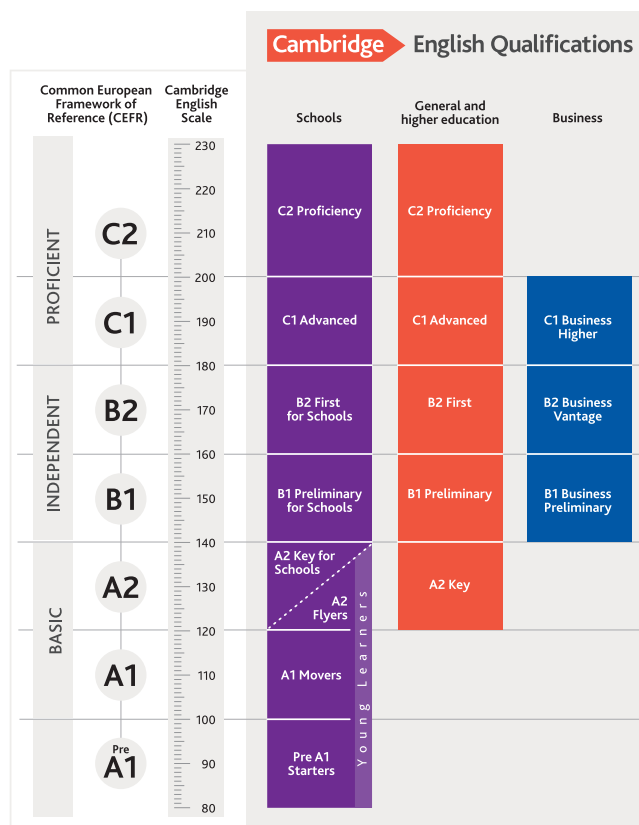 Cambridge English Qualifications
Common European
Framework of
Reference (CEFR)
Cambridge
English
Scale
Schools
General and
higher education
Business
PROFICIENT
INDEPENDENT
BASIC
C2
C1
B2
B1
A2
A1
Pre
A1
230
220
210
200
190
180
170
160
150
140
130
120
110
100
90
80
C2 Proficiency
C1 Advanced
B2 First
for Schools
B1 Preliminary
for Schools
A2 Key for
Schools
A2
Flyers
A1 Movers
Pre A1
Starters
Young Learners
C2 Proficiency
C1 Advanced
B2 First
B1 Preliminary
A2 Key
C1 Business
Higher
B2 Business
Vantage
B1 Business
Preliminary